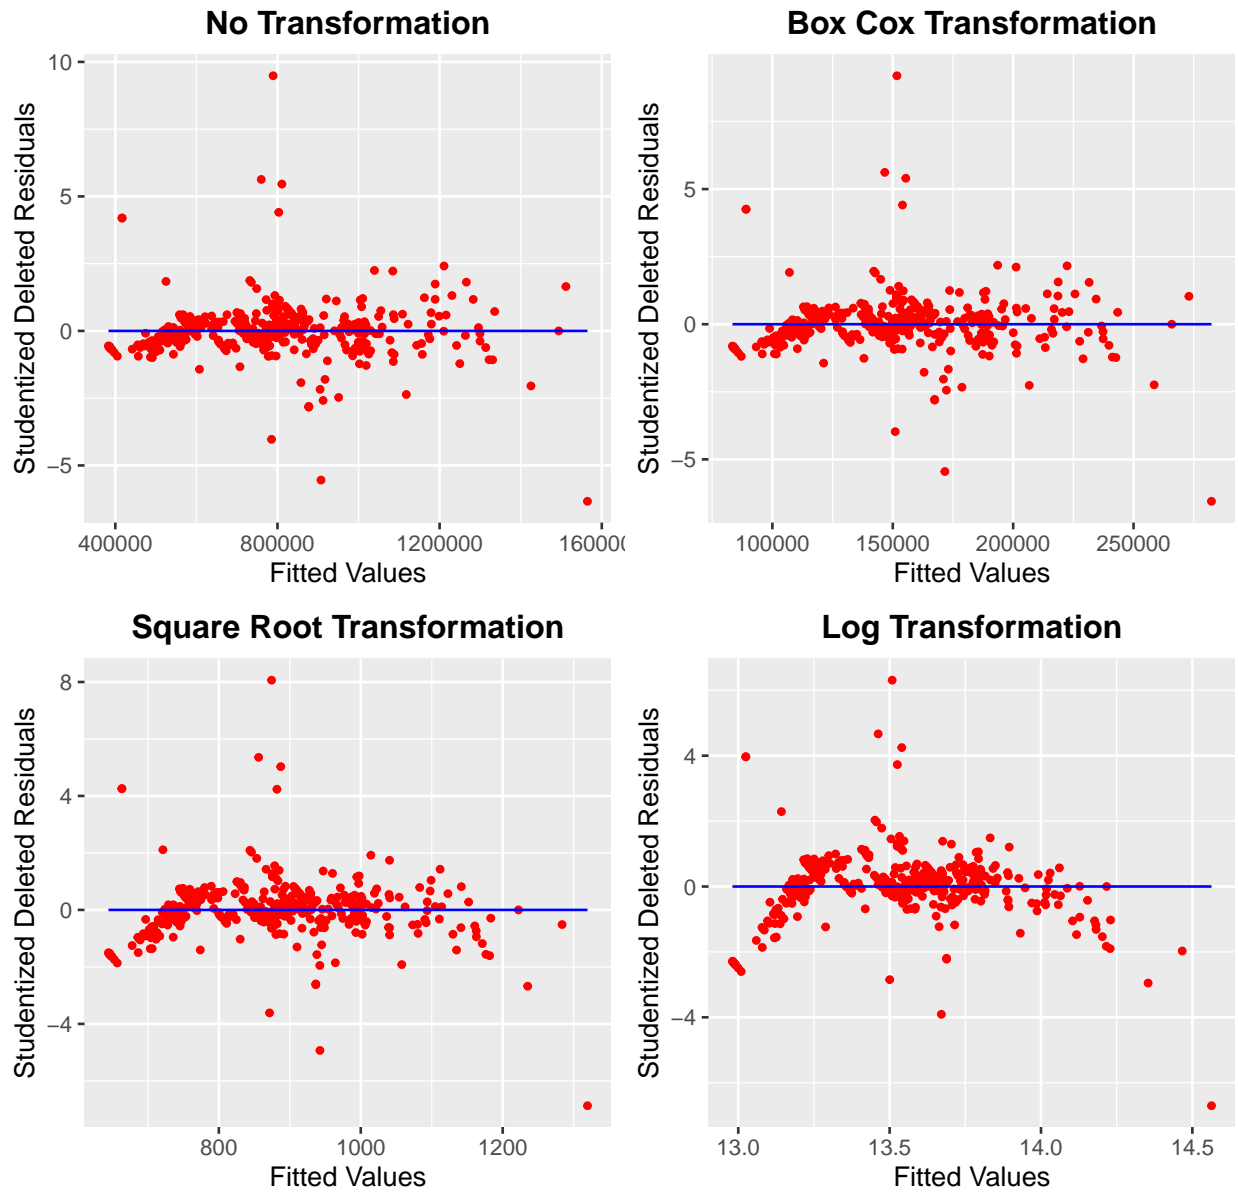 No Transformation
Studentized Deleted Residuals
10
5
0
−5
400000 800000 1200000 160000
Fitted Values
Box Cox Transformation
Studentized Deleted Residuals
5
0
−5
100000 150000 200000 250000
Fitted Values
Square Root Transformation
Studentized Deleted Residuals
8
4
0
−4
800 1000 1200
Fitted Values
Log Transformation
Studentized Deleted Residuals
4
0
−4
13.0 13.5 14.0 14.5
Fitted Values